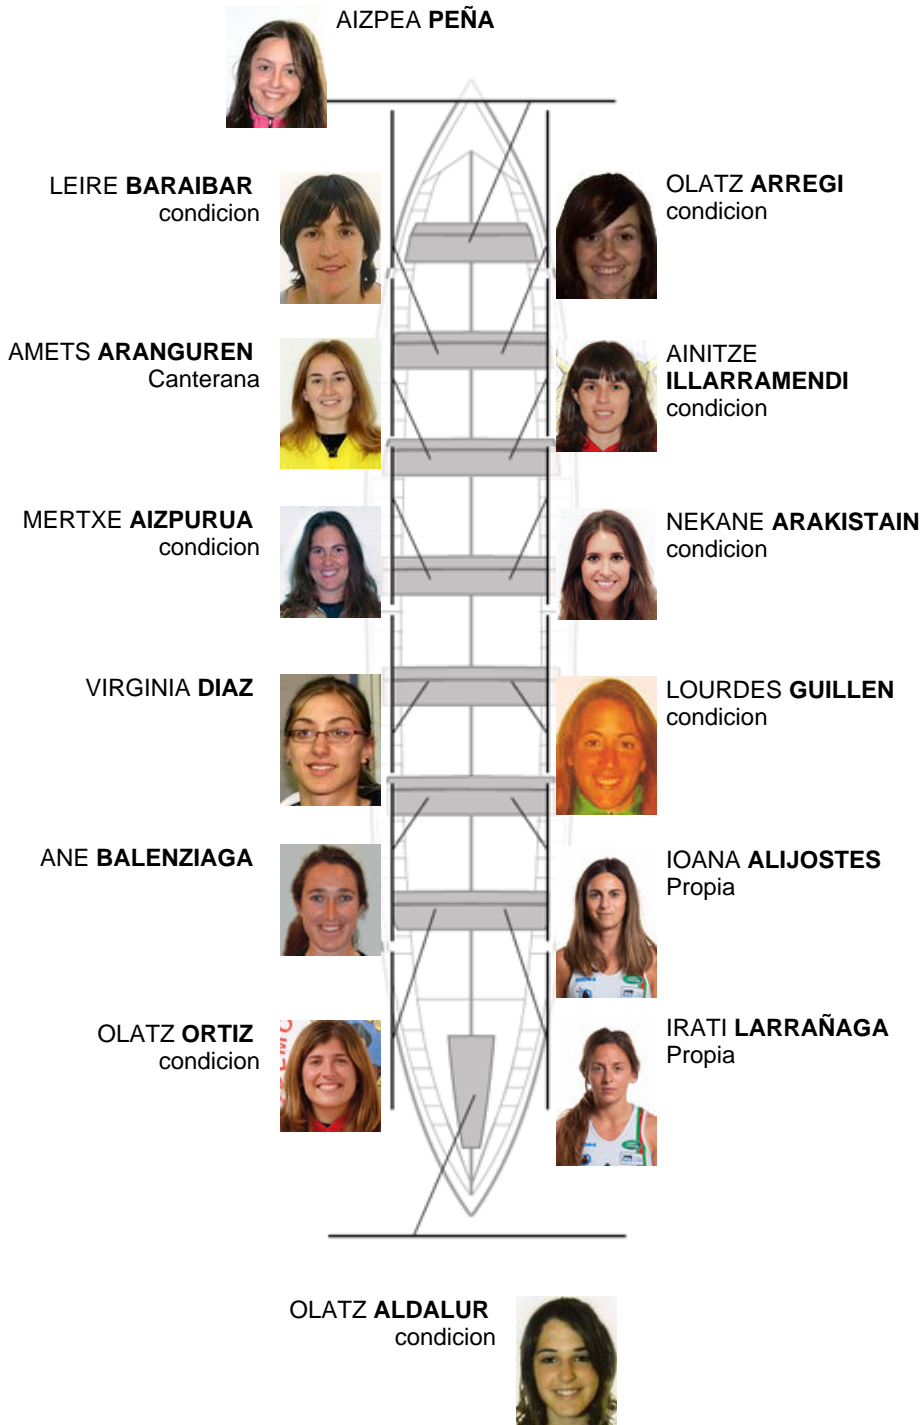 AIZPEA PEÑA
LEIRE BARAIBAR
condicion
OLATZ ARREGI
condicion
AMETS ARANGUREN
Canterana
AINITZE
ILLARRAMENDI
condicion
MERTXE AIZPURUA
condicion
NEKANE ARAKISTAIN
condicion
VIRGINIA DIAZ
LOURDES GUILLEN
condicion
ANE BALENZIAGA
IOANA ALIJOSTES
Propia
OLATZ ORTIZ
condicion
IRATI LARRAÑAGA
Propia
OLATZ ALDALUR
condicion